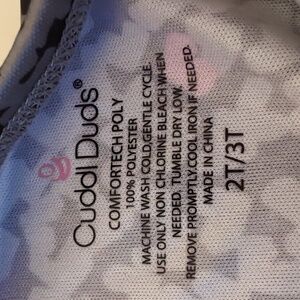 Cuddl Duds®
COMFORTECH POLY
100% POLYESTER
MACHINE WASH COLD,GENTLE CYCLE.
USE ONLY NON CHLORINE BLEACH WHEN
NEEDED. TUMBLE DRY LOW.
REMOVE PROMPTLY.COOL IRON IF NEEDED.
MADE IN CHINA
2T/3T